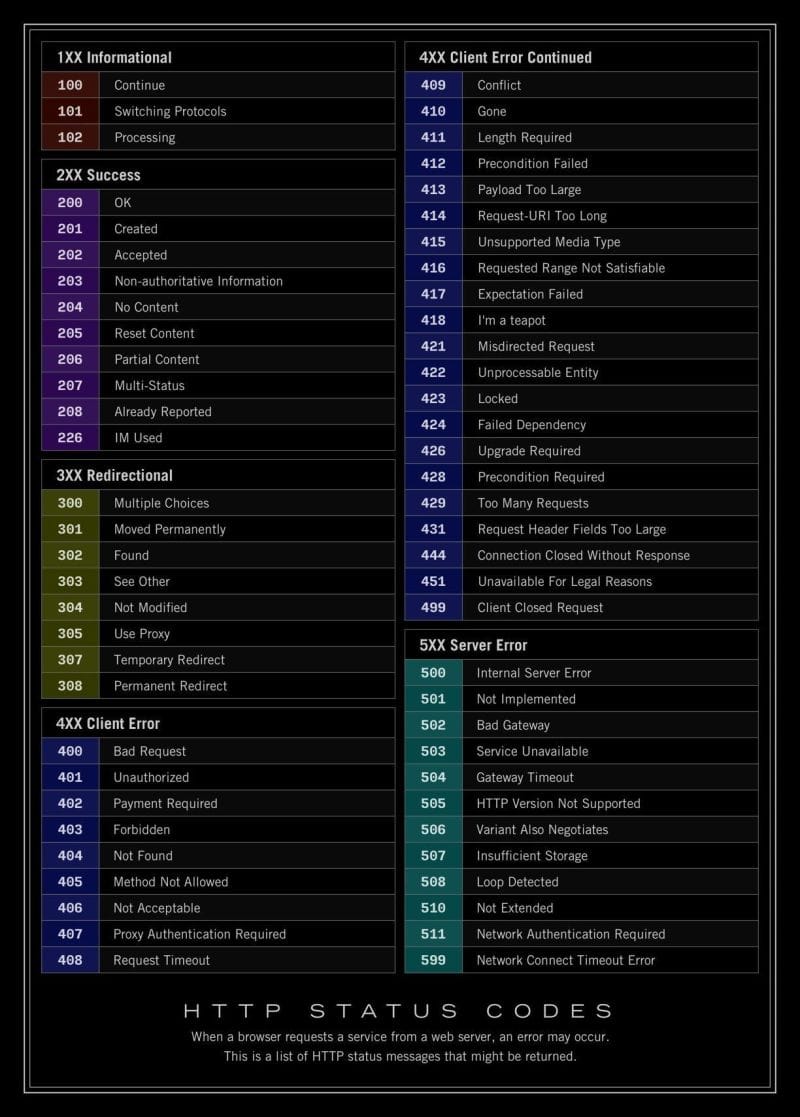 1XX Informational
100 Continue
101 Switching Protocols
102 Processing
2XX Success
200 OK
201 Created
202 Accepted
203 Non-authoritative Information
204 No Content
205 Reset Content
206 Partial Content
207 Multi-Status
208 Already Reported
226 IM Used
3XX Redirectional
300 Multiple Choices
301 Moved Permanently
302 Found
303 See Other
304 Not Modified
305 Use Proxy
307 Temporary Redirect
308 Permanent Redirect
4XX Client Error
400 Bad Request
401 Unauthorized
402 Payment Required
403 Forbidden
404 Not Found
405 Method Not Allowed
406 Not Acceptable
407 Proxy Authentication Required
408 Request Timeout
4XX Client Error Continued
409 Conflict
410 Gone
411 Length Required
412 Precondition Failed
413 Payload Too Large
414 Request-URI Too Long
415 Unsupported Media Type
416 Requested Range Not Satisfiable
417 Expectation Failed
418 I'm a teapot
421 Misdirected Request
422 Unprocessable Entity
423 Locked
424 Failed Dependency
426 Upgrade Required
428 Precondition Required
429 Too Many Requests
431 Request Header Fields Too Large
444 Connection Closed Without Response
451 Unavailable For Legal Reasons
499 Client Closed Request
5XX Server Error
500 Internal Server Error
501 Not Implemented
502 Bad Gateway
503 Service Unavailable
504 Gateway Timeout
505 HTTP Version Not Supported
506 Variant Also Negotiates
507 Insufficient Storage
508 Loop Detected
510 Not Extended
511 Network Authentication Required
599 Network Connect Timeout Error
HTTP STATUS CODES
When a browser requests a service from a web server, an error may occur.
This is a list of HTTP status messages that might be returned.